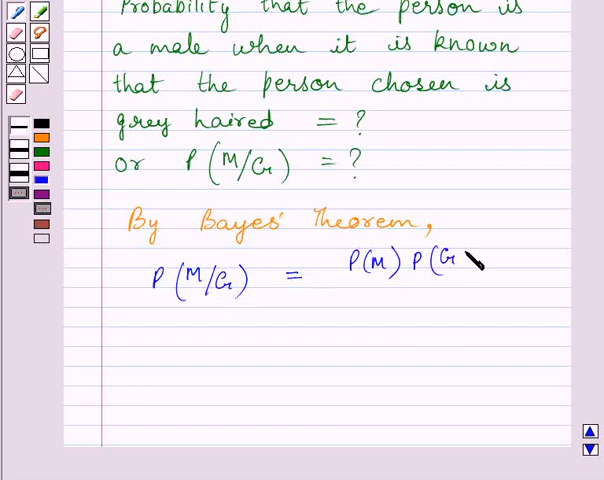 Probability that the person is
a male when it is known
that the person chosen is
grey haired = ?
or P (M/G) = ?
By Bayes' Theorem,
P (M/G) = P(M) P(G